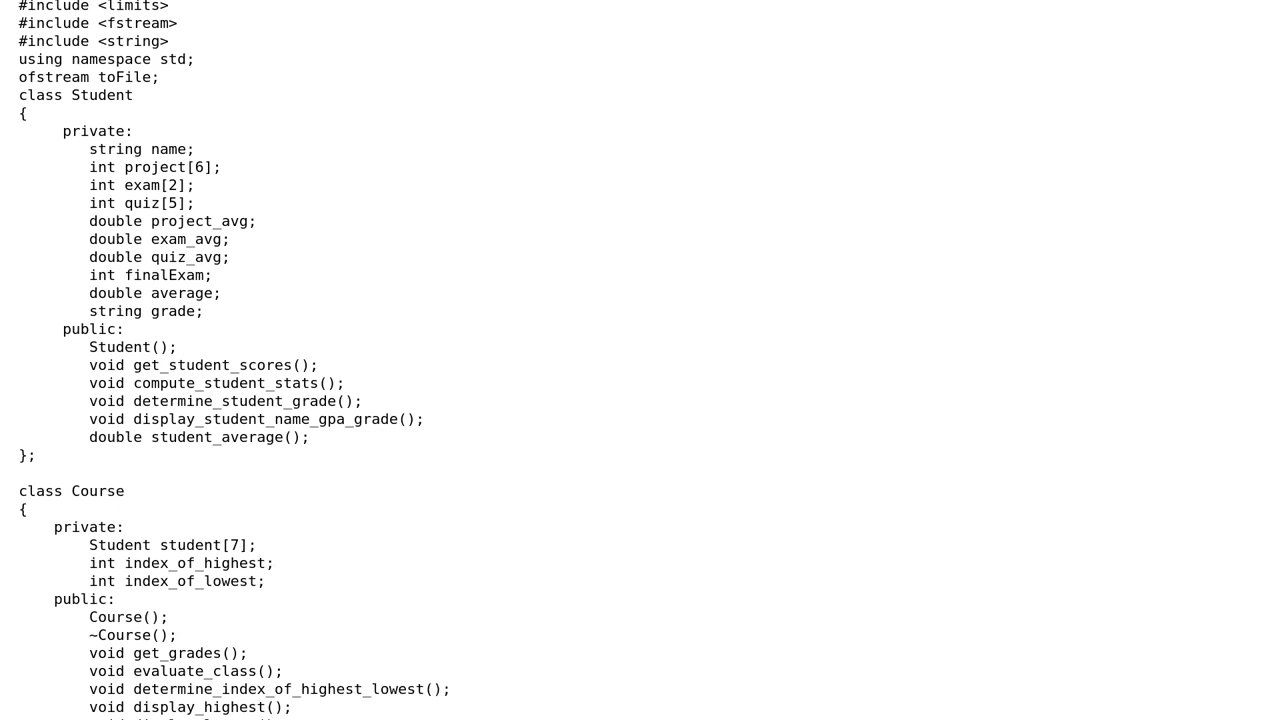 #include <limits>
#include <fstream>
#include <string>
using namespace std;
ofstream toFile;
class Student
{
     private:
        string name;
        int project[6];
        int exam[2];
        int quiz[5];
        double project_avg;
        double exam_avg;
        double quiz_avg;
        int finalExam;
        double average;
        string grade;
     public:
        Student();
        void get_student_scores();
        void compute_student_stats();
        void determine_student_grade();
        void display_student_name_gpa_grade();
        double student_average();
};

class Course
{
    private:
        Student student[7];
        int index_of_highest;
        int index_of_lowest;
    public:
        Course();
        ~Course();
        void get_grades();
        void evaluate_class();
        void determine_index_of_highest_lowest();
        void display_highest();